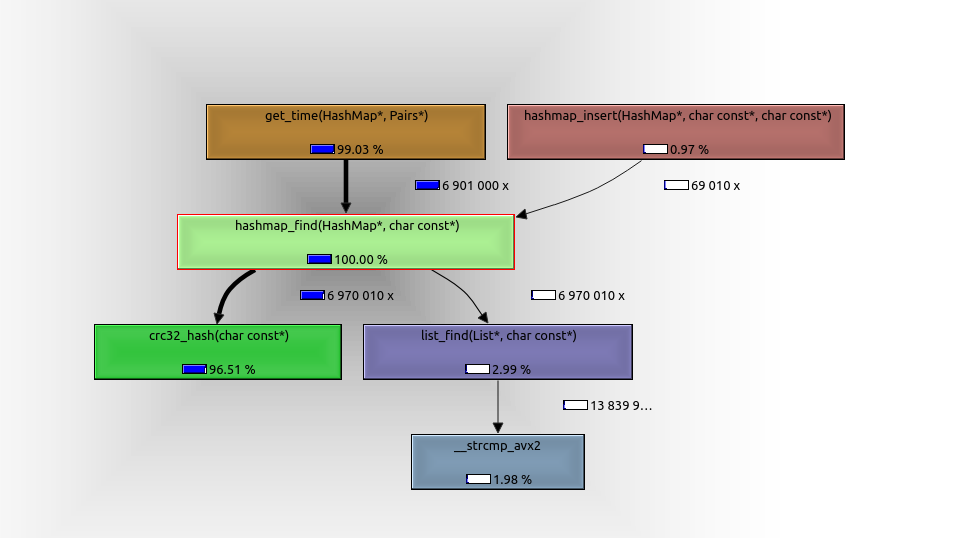 get_time(HashMap*, Pairs*)
99.03 %
hashmap_insert(HashMap*, char const*, char const*)
0.97 %
6 901 000 x
69 010 x
hashmap_find(HashMap*, char const*)
100.00 %
6 970 010 x
6 970 010 x
crc32_hash(char const*)
96.51 %
list_find(List*, char const*)
2.99 %
13 839 9…
__strcmp_avx2
1.98 %